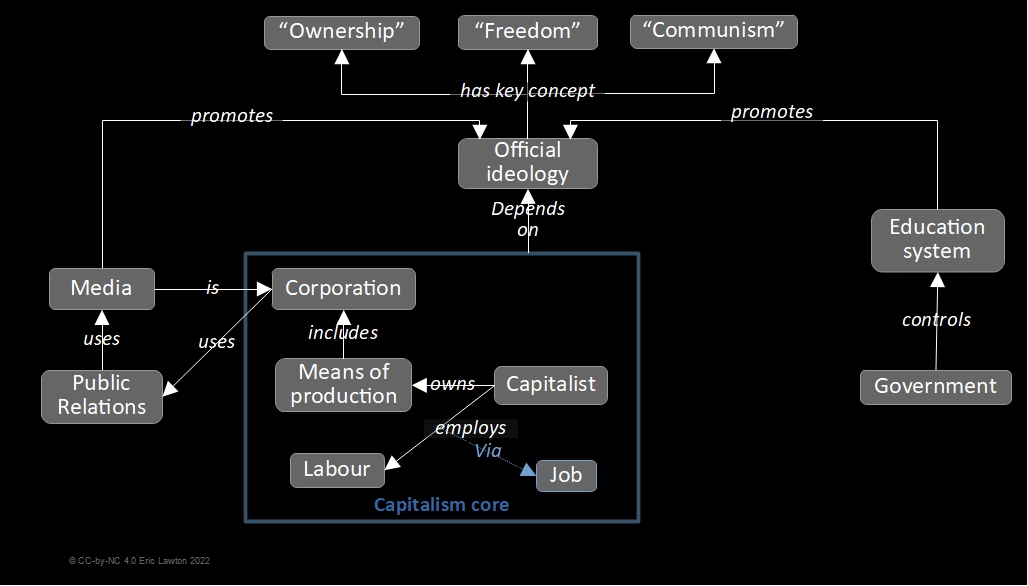 “Ownership”
“Freedom”
“Communism”
has key concept
promotes
promotes
Official
ideology
Depends
on
Education
system
Media
is
Corporation
uses
uses
includes
controls
Public
Relations
Means of
production
owns
Capitalist
Government
employs
Via
Labour
Job
Capitalism core
© CC-by-NC 4.0 Eric Lawton 2022